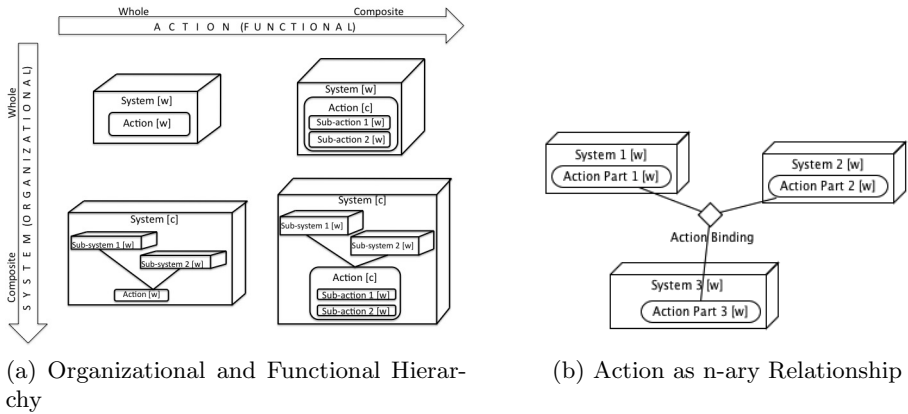 Whole
Composite
A C T I O N (FUNCTIONAL)
Whole
Composite
S Y S T E M (O R G A N I Z A T I O N A L)
System [w]
Action [w]
System [w]
Action [c]
Sub-action 1 [w]
Sub-action 2 [w]
System [c]
Sub-system 1 [w]
Sub-system 2 [w]
Action [w]
System [c]
Sub-system 1 [w]
Sub-system 2 [w]
Action [c]
Sub-action 1 [w]
Sub-action 2 [w]
System 1 [w]
Action Part 1 [w]
System 2 [w]
Action Part 2 [w]
Action Binding
System 3 [w]
Action Part 3 [w]
(a) Organizational and Functional Hierar-
chy
(b) Action as n-ary Relationship